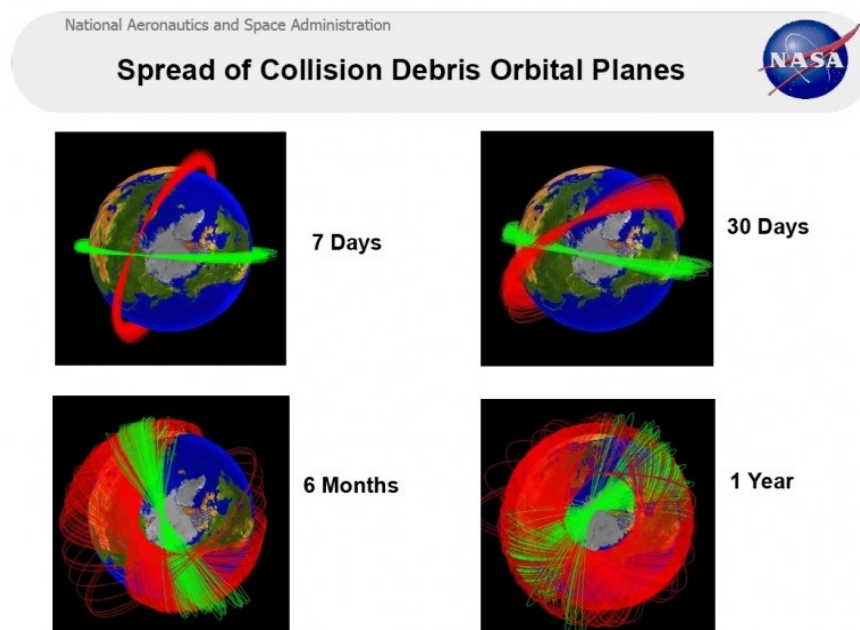 National Aeronautics and Space Administration
Spread of Collision Debris Orbital Planes
NASA
7 Days
30 Days
6 Months
1 Year